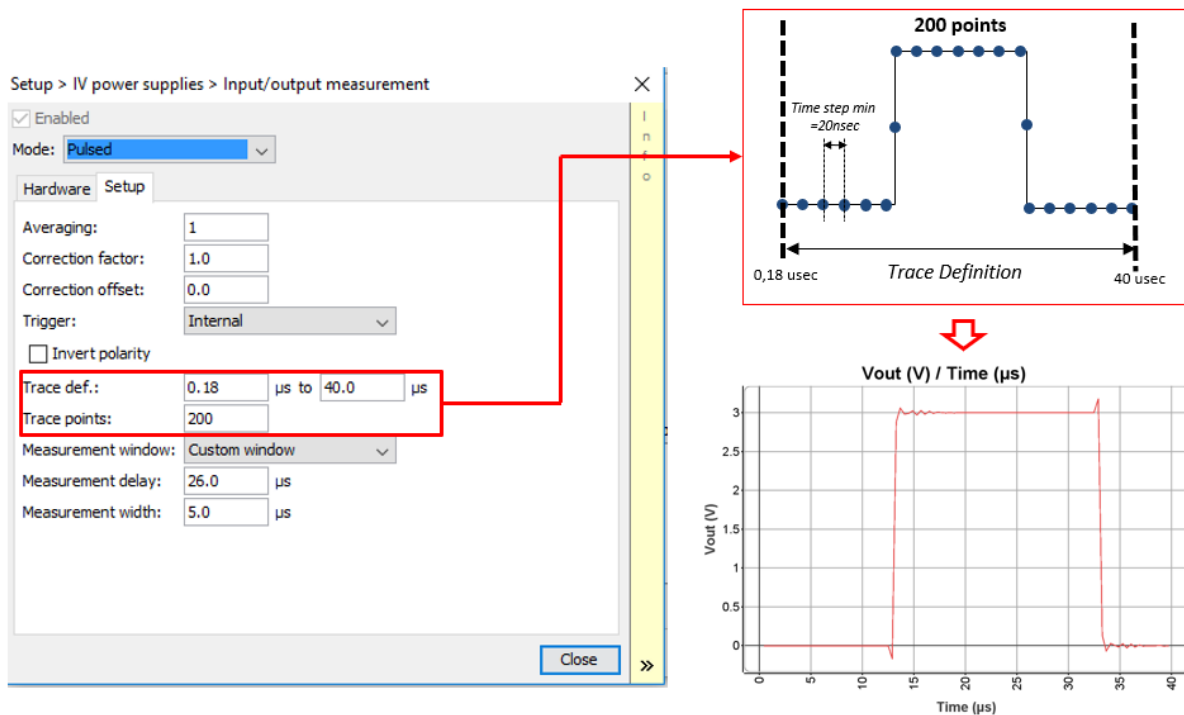 Setup > IV power supplies > Input/output measurement
Enabled
Mode: Pulsed
Info
Hardware Setup
Averaging: 1
Correction factor: 1.0
Correction offset: 0.0
Trigger: Internal
Invert polarity
Trace def.: 0.18 µs to 40.0 µs
Trace points: 200
Measurement window: Custom window
Measurement delay: 26.0 µs
Measurement width: 5.0 µs
Close
»
200 points
Time step min
=20nsec
0,18 usec
Trace Definition
40 usec
Vout (V) / Time (µs)
Vout (V)
3
2.5
2
1.5
1
0.5
0
0 5 10 15 20 25 30 35 40
Time (µs)